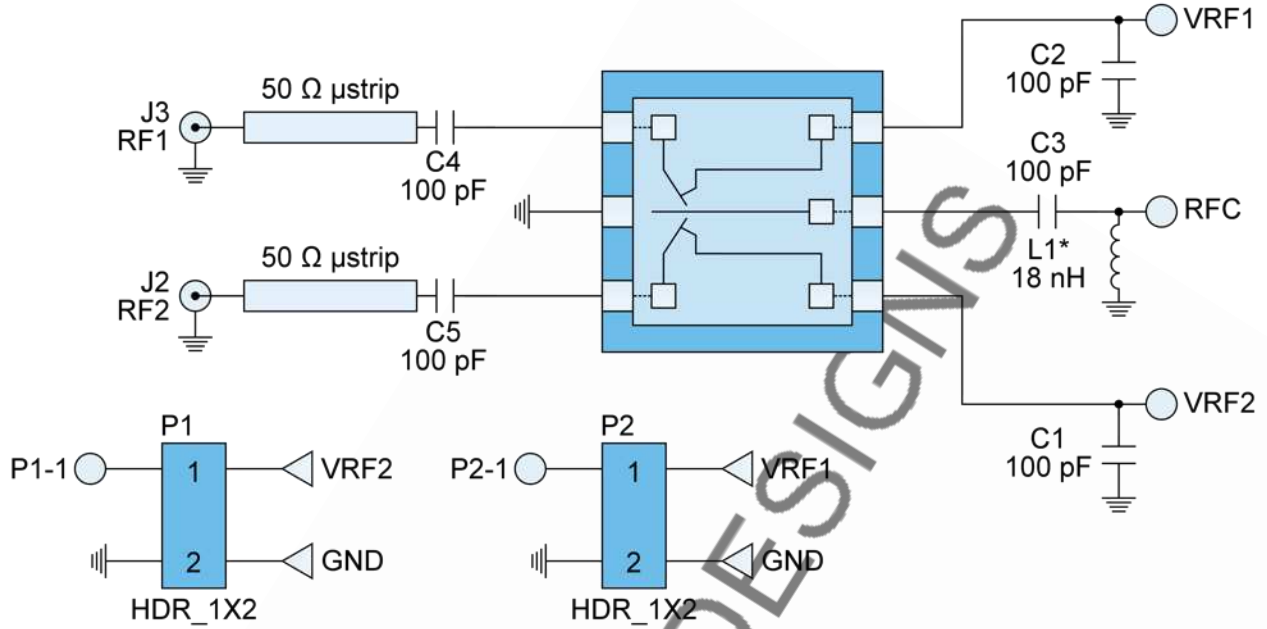 VRF1
C2
100 pF
50 Ω µstrip
J3
RF1
C4
100 pF
C3
100 pF
RFC
L1*
18 nH
50 Ω µstrip
J2
RF2
C5
100 pF
VRF2
C1
100 pF
P1
P1-1
1
VRF2
2
GND
HDR_1X2
P2
P2-1
1
VRF1
2
GND
HDR_1X2
DESIGNS